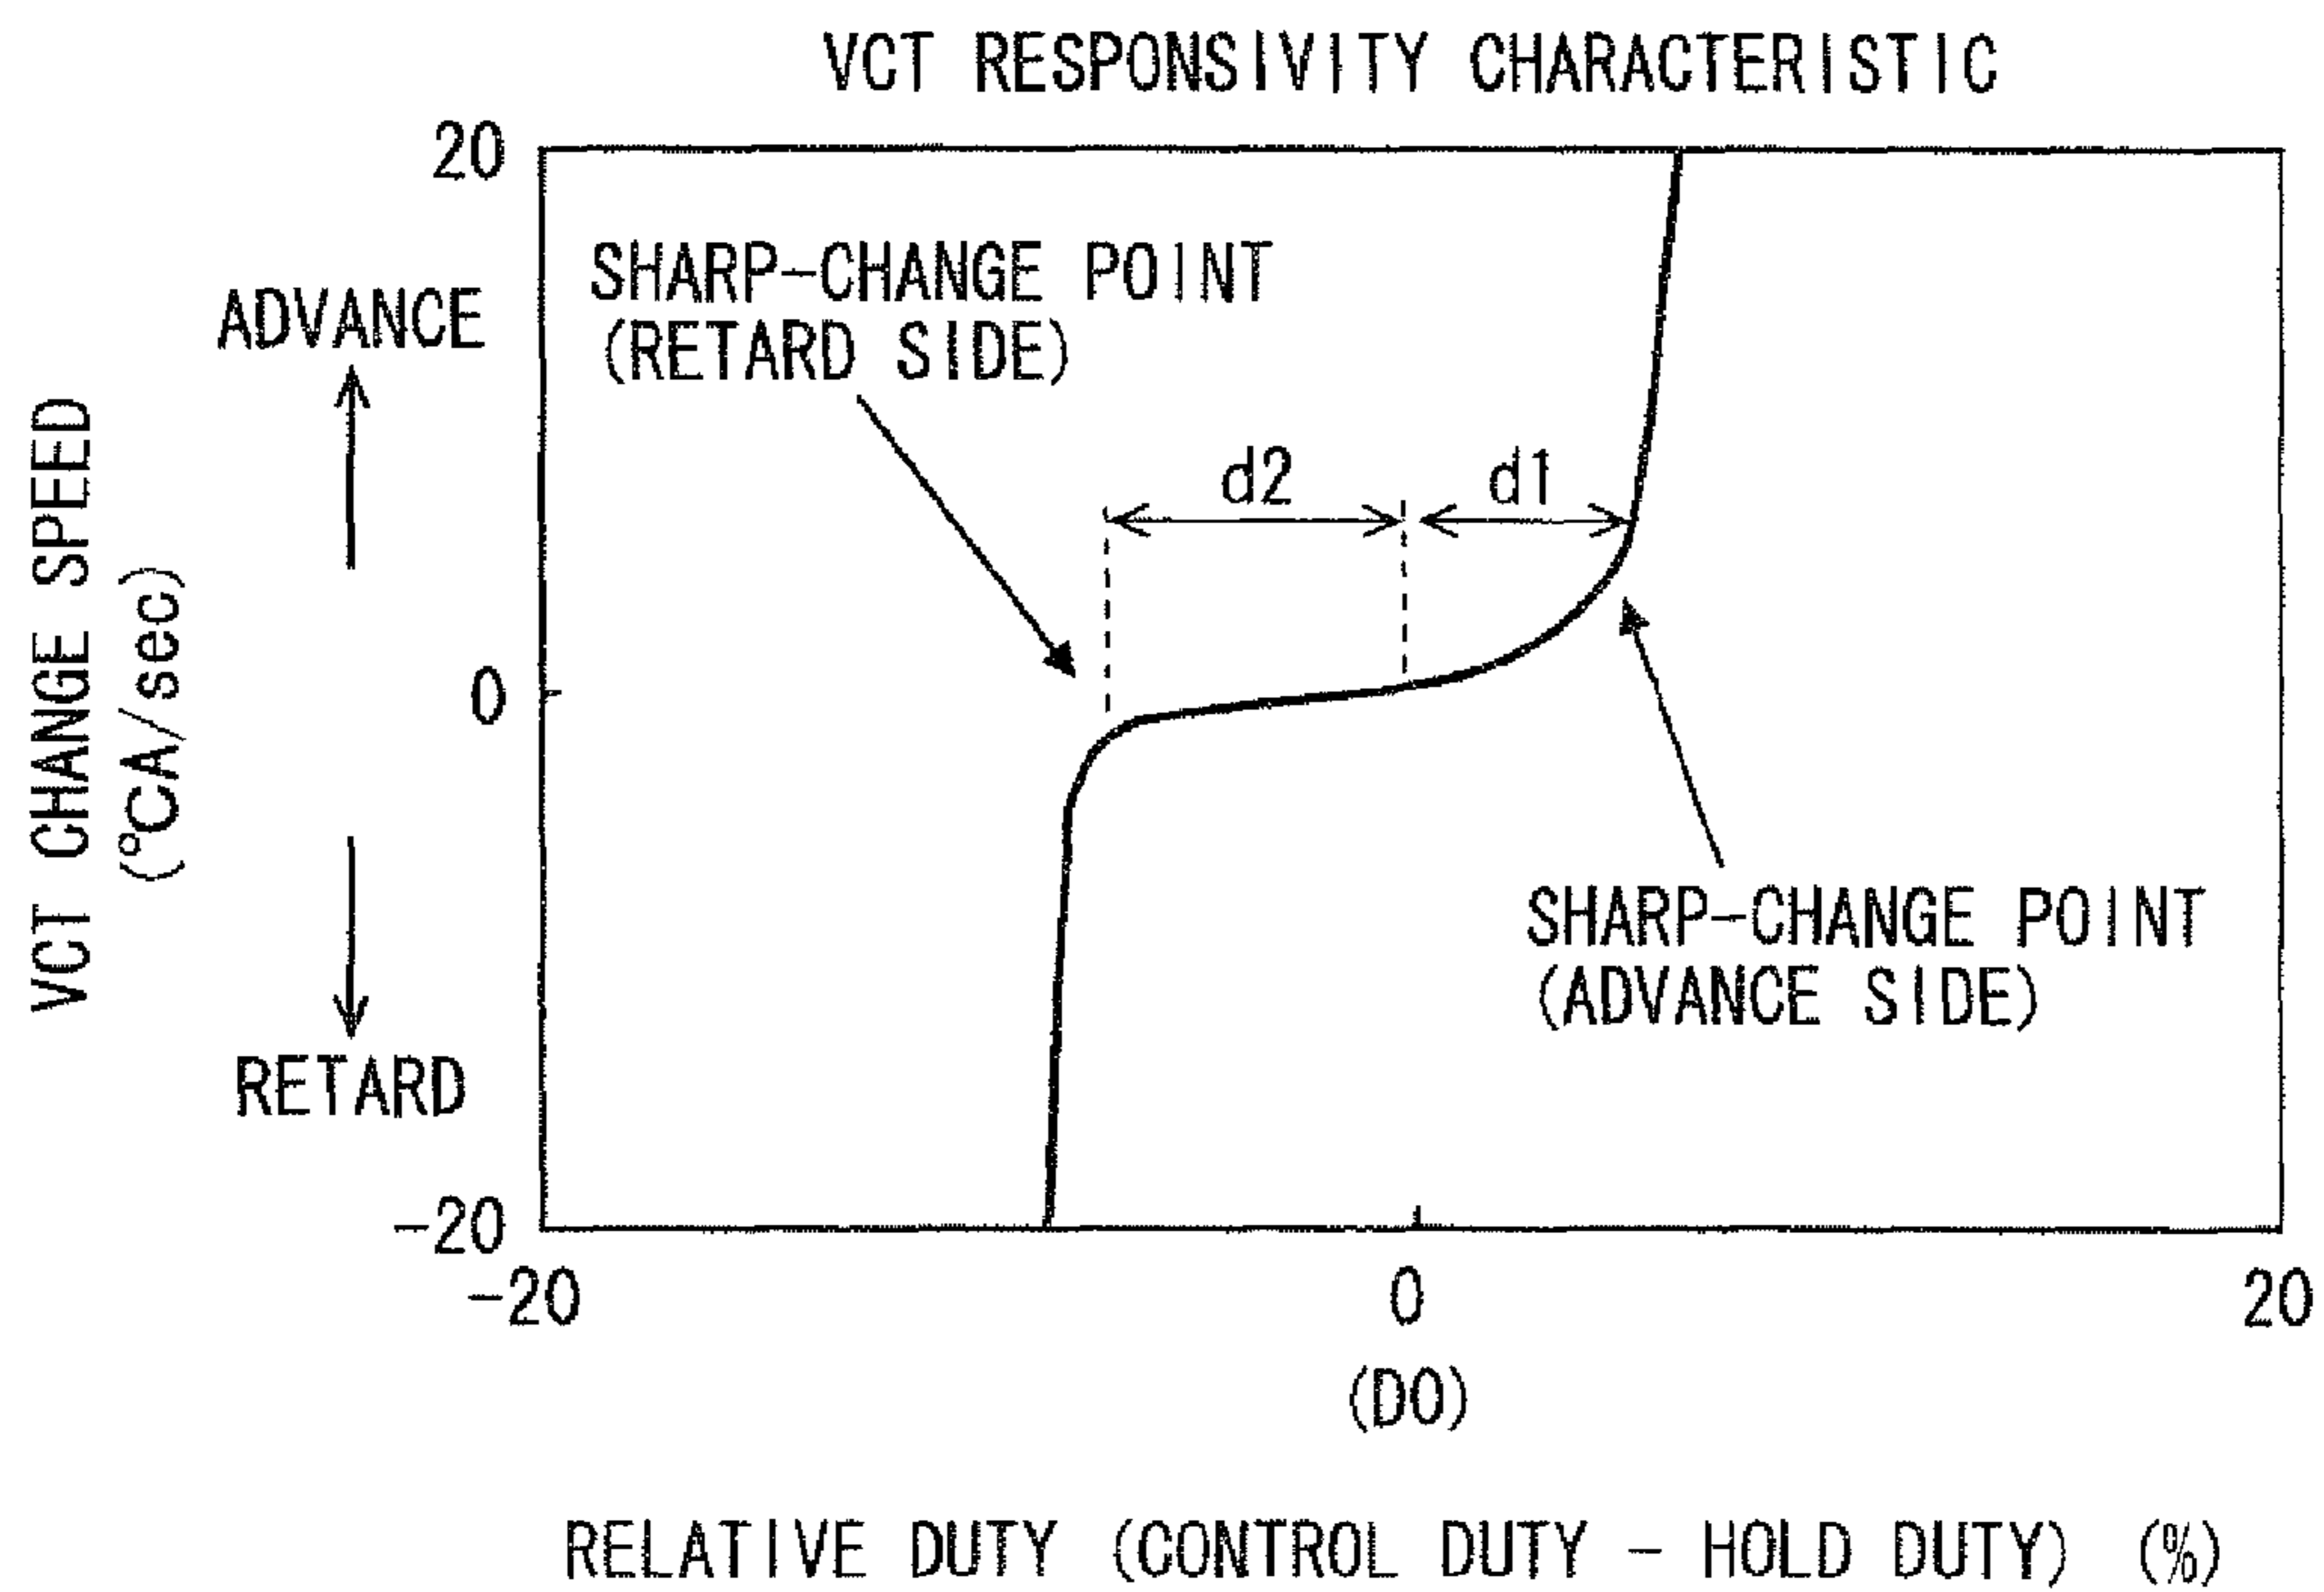 VCT RESPONSIVITY CHARACTERISTIC
20
SHARP-CHANGE POINT
(RETARD SIDE)
ADVANCE
d2
d1
VCT CHANGE SPEED
(°CA/sec)
0
SHARP-CHANGE POINT
(ADVANCE SIDE)
RETARD
-20
-20
0
20
(D0)
RELATIVE DUTY (CONTROL DUTY - HOLD DUTY) (%)